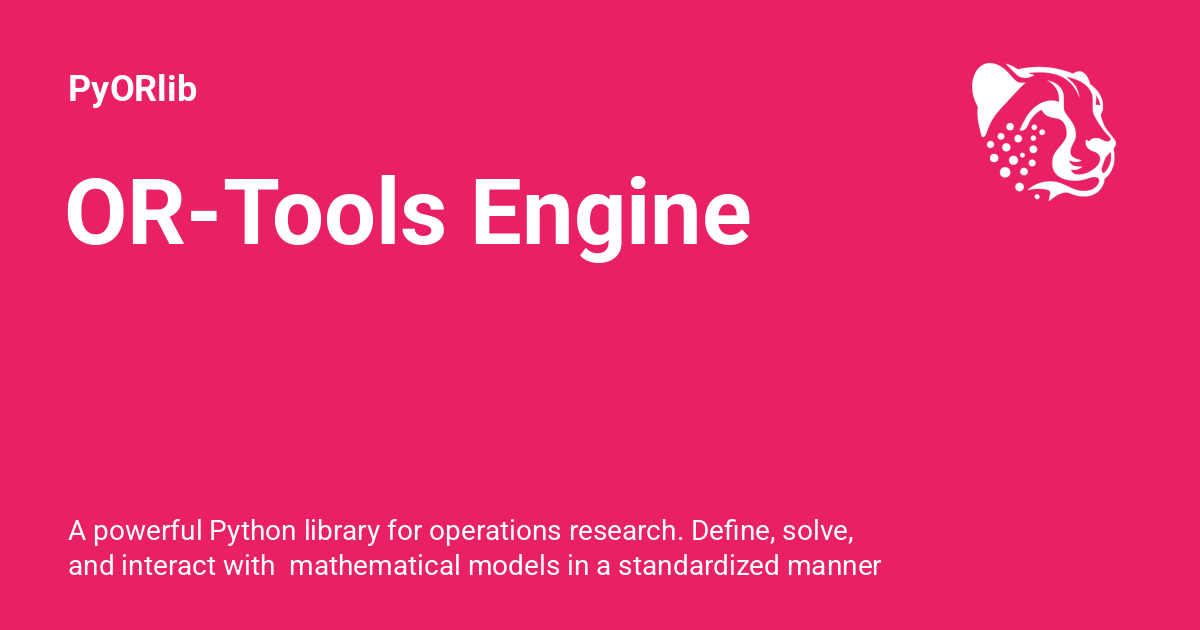 PyORlib
OR-Tools Engine
A powerful Python library for operations research. Define, solve,
and interact with  mathematical models in a standardized manner